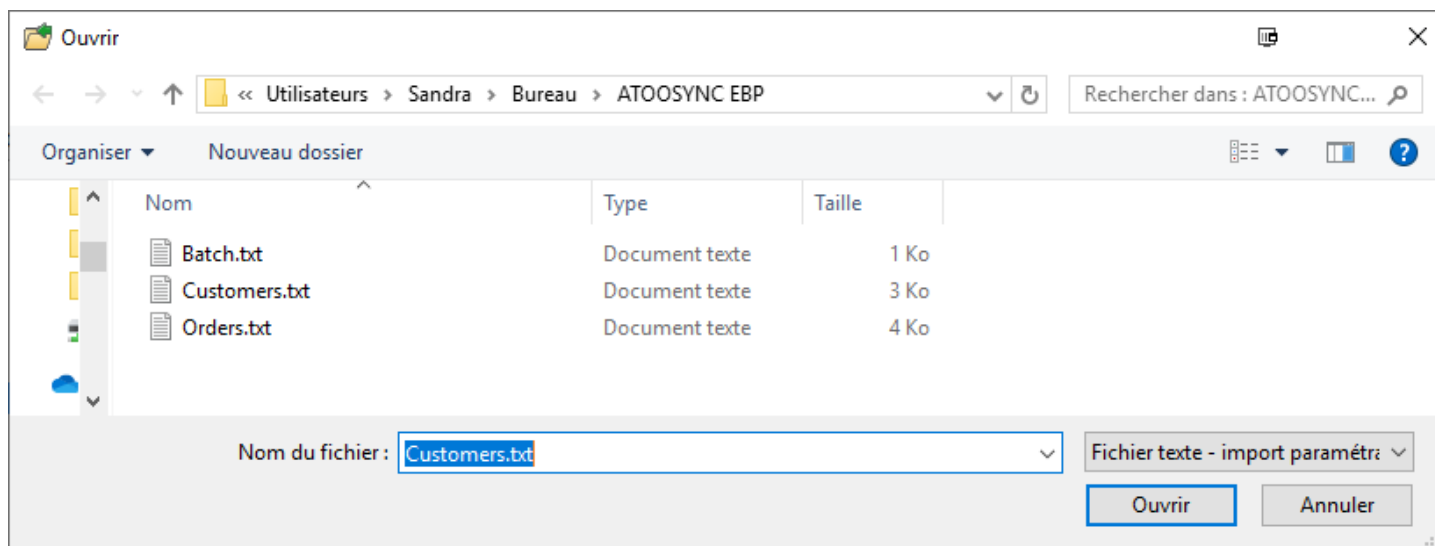 Ouvrir
« Utilisateurs > Sandra > Bureau > ATOOSYNC EBP
Rechercher dans : ATOOSYNC...
Organiser Nouveau dossier
?
Nom Type Taille
Batch.txt Document texte 1 Ko
Customers.txt Document texte 3 Ko
Orders.txt Document texte 4 Ko
Nom du fichier : Customers.txt Fichier texte - import paramétra
Ouvrir Annuler